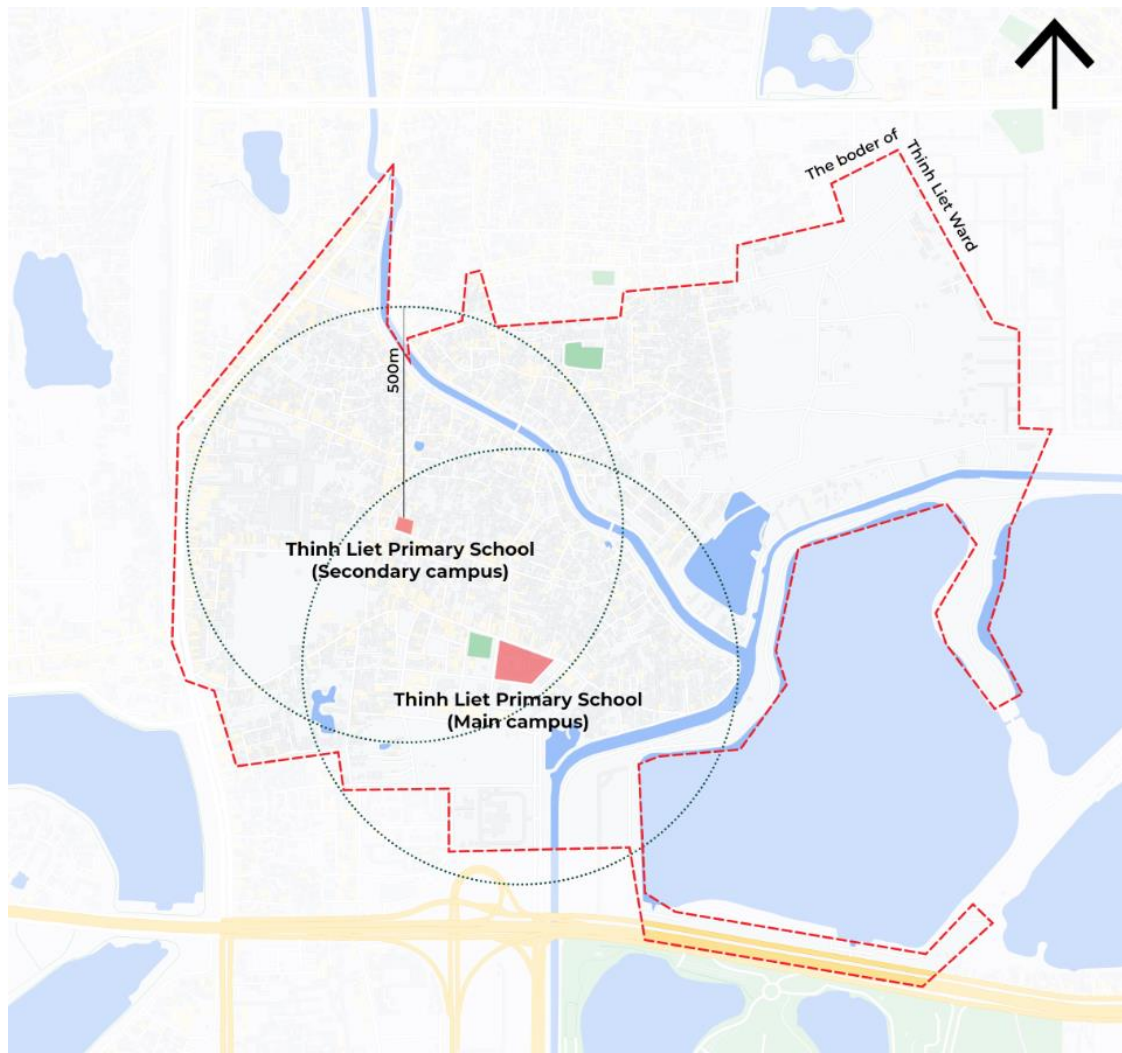 The boder of
Thinh Liet Ward
500m
Thinh Liet Primary School
(Secondary campus)
Thinh Liet Primary School
(Main campus)